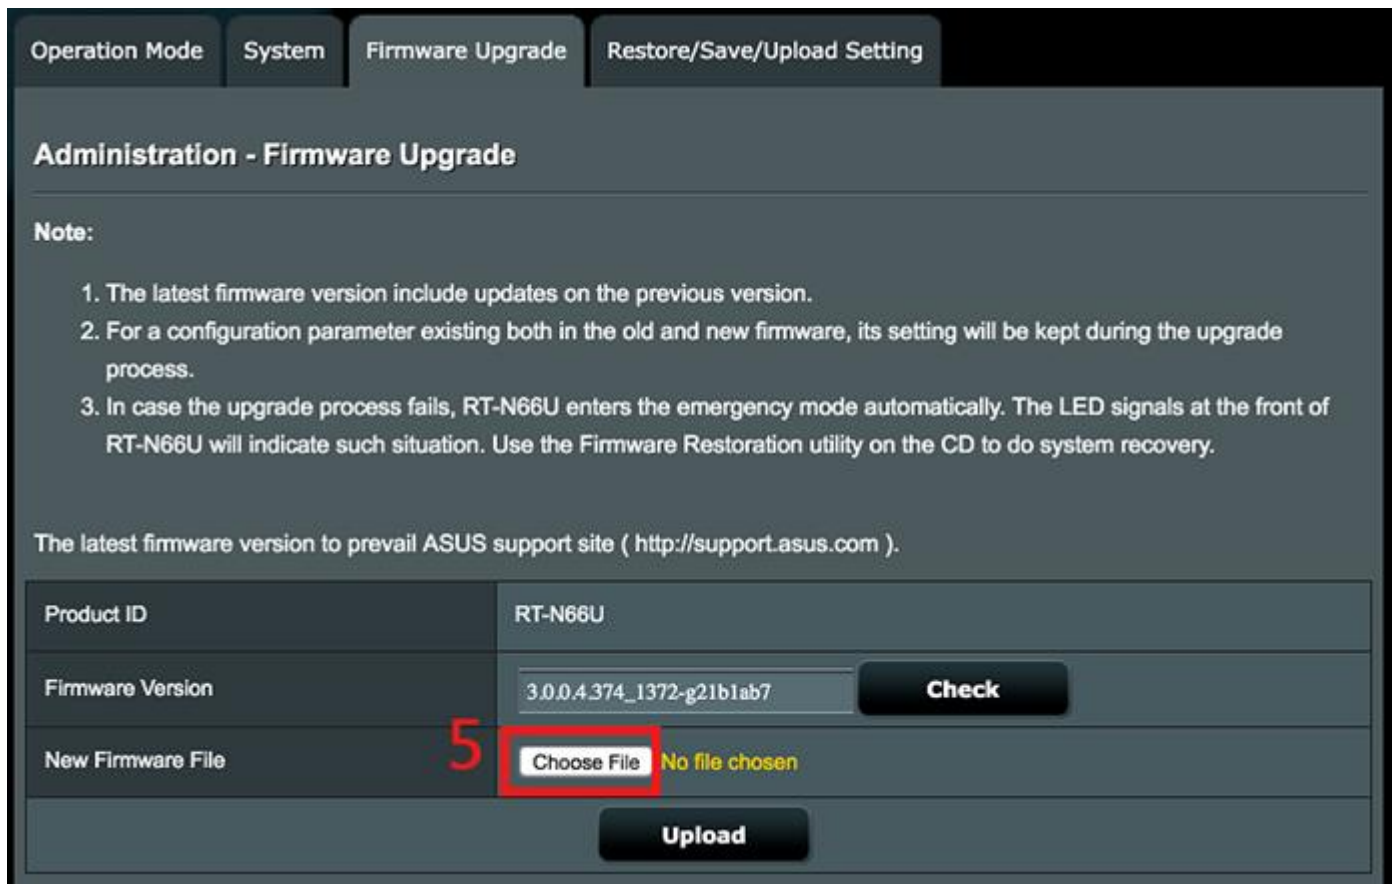 Operation Mode System Firmware Upgrade Restore/Save/Upload Setting
Administration - Firmware Upgrade
Note:
1. The latest firmware version include updates on the previous version.
2. For a configuration parameter existing both in the old and new firmware, its setting will be kept during the upgrade
process.
3. In case the upgrade process fails, RT-N66U enters the emergency mode automatically. The LED signals at the front of
RT-N66U will indicate such situation. Use the Firmware Restoration utility on the CD to do system recovery.
The latest firmware version to prevail ASUS support site ( http://support.asus.com ).
Product ID RT-N66U
Firmware Version 3.0.0.4.374_1372-g21b1ab7 Check
New Firmware File 5 Choose File No file chosen
Upload